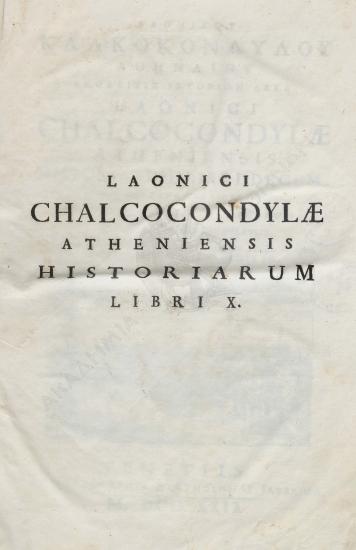 LAONICI
CHALCOCONDYLÆ
ATHENIENSIS
HISTORIARUM
LIBRI X.